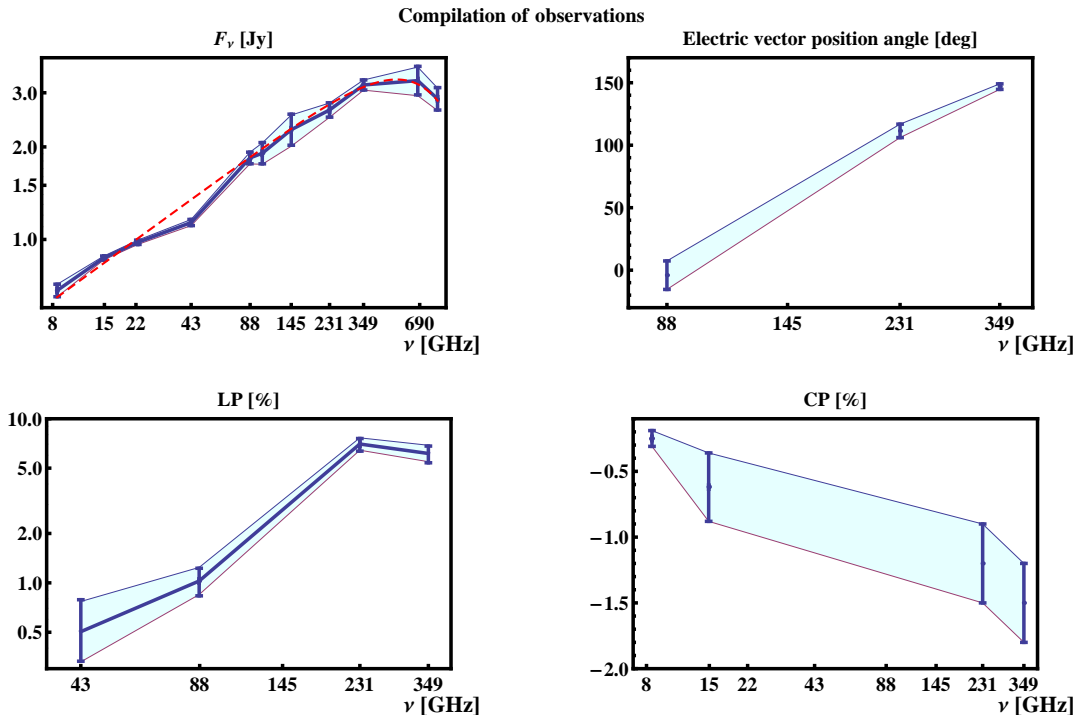 Compilation of observations
F_ν [Jy]
3.0
2.0
1.5
1.0
8 15 22 43 88 145 231 349 690
ν [GHz]
Electric vector position angle [deg]
150
100
50
0
88 145 231 349
ν [GHz]
LP [%]
10.0
5.0
2.0
1.0
0.5
43 88 145 231 349
ν [GHz]
CP [%]
−0.5
−1.0
−1.5
−2.0
8 15 22 43 88 145 231 349
ν [GHz]